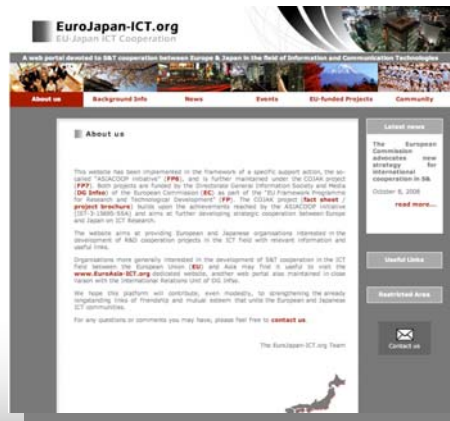 EuroJapan-ICT.org
EU-Japan ICT Cooperation
A web portal devoted to S&T cooperation between Europe & Japan in the field of Information and Communication Technologies
About us Background Info News Events EU-funded Projects Community
About us
This website has been implemented in the framework of a specific support action, the so-
called "ASIACOOP initiative" (FP6), and is further maintained under the COJAK project
(FP7). Both projects are funded by the Directorate General Information Society and Media
(DG Infso) of the European Commission (EC) as part of the "EU Framework Programme
for Research and Technological Development" (FP). The COJAK project (fact sheet /
project brochure) builds upon the achievements reached by the ASIACOOP initiative
and aims at further developing strategic cooperation between Europe
and Japan on ICT Research.
The website aims at providing European and Japanese organisations interested in the
development of R&D cooperation projects in the ICT field with relevant information and
useful links.
Organisations more generally interested in the development of S&T cooperation in the ICT
field between the European Union (EU) and Asia may find it useful to visit the
www.EuroAsia-ICT.org dedicated website, another web portal also maintained in close
liaison with the International Relations Unit of DG Infso.
We hope this platform will contribute, even modestly, to strengthening the already
longstanding links of friendship and mutual esteem that unite the European and Japanese
ICT communities.
For any questions or comments you may have, please feel free to contact us.
The EuroJapan-ICT.org Team
Latest news
The European
Commission
advocates new
strategy for
international
cooperation in S&
October 8, 2008
read more...
Useful Links
Restricted Area
Contact us